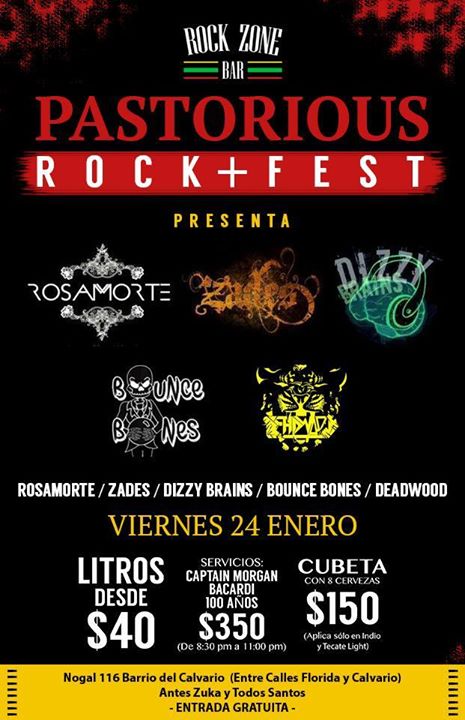 ROCK ZONE
BAR
PASTORIOUS
ROCK+FEST
PRESENTA
ROSAMORTE
Zades
DIZZY
BRAINS
BOUNCE
BONES
ROSAMORTE / ZADES / DIZZY BRAINS / BOUNCE BONES / DEADWOOD
VIERNES 24 ENERO
LITROS
DESDE
$40
SERVICIOS:
CAPTAIN MORGAN
BACARDI
100 AÑOS
$350
(De 8:30 pm a 11:00 pm)
CUBETA
CON 8 CERVEZAS
$150
(Aplica sólo en Indio
y Tecate Light)
Nogal 116 Barrio del Calvario (Entre Calles Florida y Calvario)
Antes Zuka y Todos Santos
- ENTRADA GRATUITA -